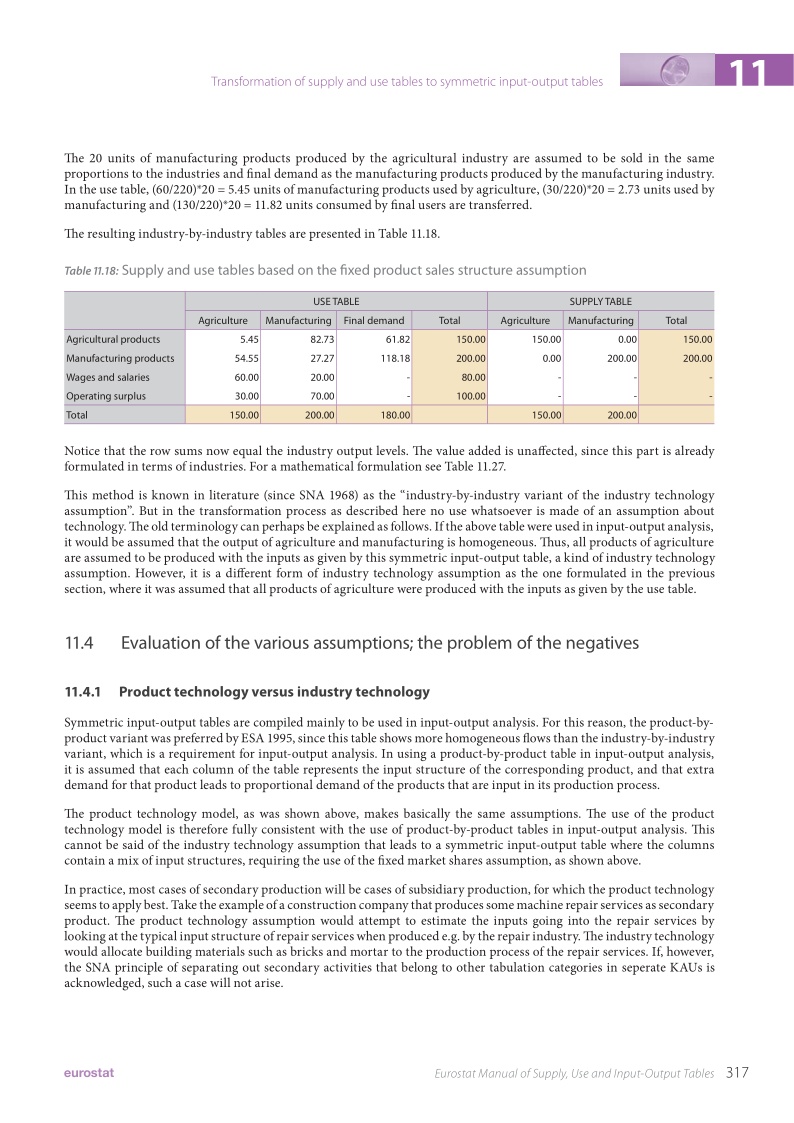 Transformation of supply and use tables to symmetric input-output tables
11
The 20 units of manufacturing products produced by the agricultural industry are assumed to be sold in the same
proportions to the industries and final demand as the manufacturing products produced by the manufacturing industry.
In the use table, (60/220)*20 = 5.45 units of manufacturing products used by agriculture, (30/220)*20 = 2.73 units used by
manufacturing and (130/220)*20 = 11.82 units consumed by final users are transferred.
The resulting industry-by-industry tables are presented in Table 11.18.
Table 11.18: Supply and use tables based on the fixed product sales structure assumption
USE TABLE SUPPLY TABLE
Agriculture Manufacturing Final demand Total Agriculture Manufacturing Total
Agricultural products 5.45 82.73 61.82 150.00 150.00 0.00 150.00
Manufacturing products 54.55 27.27 118.18 200.00 0.00 200.00 200.00
Wages and salaries 60.00 20.00 - 80.00 - - -
Operating surplus 30.00 70.00 - 100.00 - - -
Total 150.00 200.00 180.00 150.00 200.00
Notice that the row sums now equal the industry output levels. The value added is unaffected, since this part is already
formulated in terms of industries. For a mathematical formulation see Table 11.27.
This method is known in literature (since SNA 1968) as the “industry-by-industry variant of the industry technology
assumption”. But in the transformation process as described here no use whatsoever is made of an assumption about
technology. The old terminology can perhaps be explained as follows. If the above table were used in input-output analysis,
it would be assumed that the output of agriculture and manufacturing is homogeneous. Thus, all products of agriculture
are assumed to be produced with the inputs as given by this symmetric input-output table, a kind of industry technology
assumption. However, it is a different form of industry technology assumption as the one formulated in the previous
section, where it was assumed that all products of agriculture were produced with the inputs as given by the use table.
11.4 Evaluation of the various assumptions; the problem of the negatives
11.4.1 Product technology versus industry technology
Symmetric input-output tables are compiled mainly to be used in input-output analysis. For this reason, the product-by-
product variant was preferred by ESA 1995, since this table shows more homogeneous flows than the industry-by-industry
variant, which is a requirement for input-output analysis. In using a product-by-product table in input-output analysis,
it is assumed that each column of the table represents the input structure of the corresponding product, and that extra
demand for that product leads to proportional demand of the products that are input in its production process.
The product technology model, as was shown above, makes basically the same assumptions. The use of the product
technology model is therefore fully consistent with the use of product-by-product tables in input-output analysis. This
cannot be said of the industry technology assumption that leads to a symmetric input-output table where the columns
contain a mix of input structures, requiring the use of the fixed market shares assumption, as shown above.
In practice, most cases of secondary production will be cases of subsidiary production, for which the product technology
seems to apply best. Take the example of a construction company that produces some machine repair services as secondary
product. The product technology assumption would attempt to estimate the inputs going into the repair services by
looking at the typical input structure of repair services when produced e.g. by the repair industry. The industry technology
would allocate building materials such as bricks and mortar to the production process of the repair services. If, however,
the SNA principle of separating out secondary activities that belong to other tabulation categories in seperate KAUs is
acknowledged, such a case will not arise.
eurostat
Eurostat Manual of Supply, Use and Input-Output Tables 317